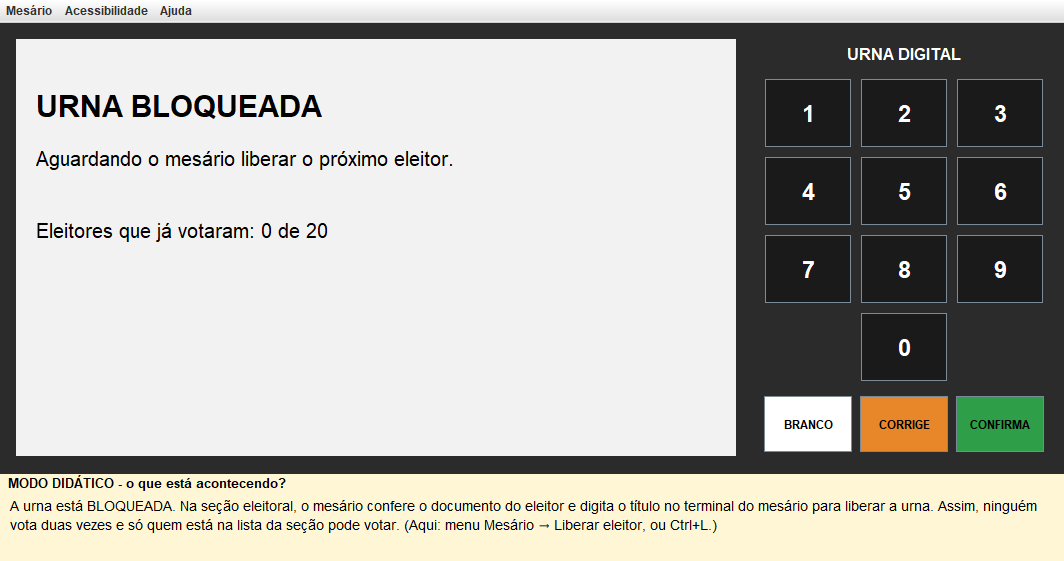 Mesário Acessibilidade Ajuda
URNA BLOQUEADA
Aguardando o mesário liberar o próximo eleitor.
Eleitores que já votaram: 0 de 20
URNA DIGITAL
1 2 3
4 5 6
7 8 9
0
BRANCO CORRIGE CONFIRMA
MODO DIDÁTICO - o que está acontecendo?
A urna está BLOQUEADA. Na seção eleitoral, o mesário confere o documento do eleitor e digita o título no terminal do mesário para liberar a urna. Assim, ninguém
vota duas vezes e só quem está na lista da seção pode votar. (Aqui: menu Mesário → Liberar eleitor, ou Ctrl+L.)